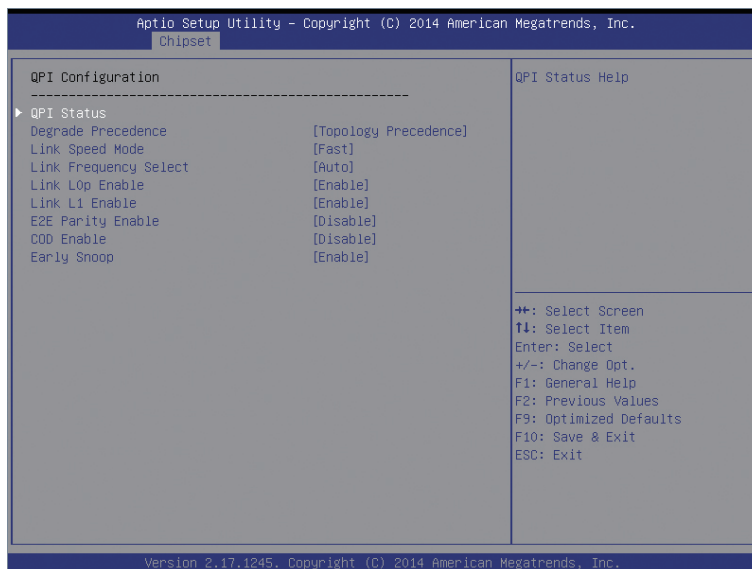 Aptio Setup Utility – Copyright (C) 2014 American Megatrends, Inc.
Chipset
QPI Configuration
--------------------------------------------------
QPI Status Help
▶ QPI Status
Degrade Precedence [Topology Precedence]
Link Speed Mode [Fast]
Link Frequency Select [Auto]
Link L0p Enable [Enable]
Link L1 Enable [Enable]
E2E Parity Enable [Disable]
COD Enable [Disable]
Early Snoop [Enable]
→←: Select Screen
↑↓: Select Item
Enter: Select
+/-: Change Opt.
F1: General Help
F2: Previous Values
F9: Optimized Defaults
F10: Save & Exit
ESC: Exit
Version 2.17.1245. Copyright (C) 2014 American Megatrends, Inc.